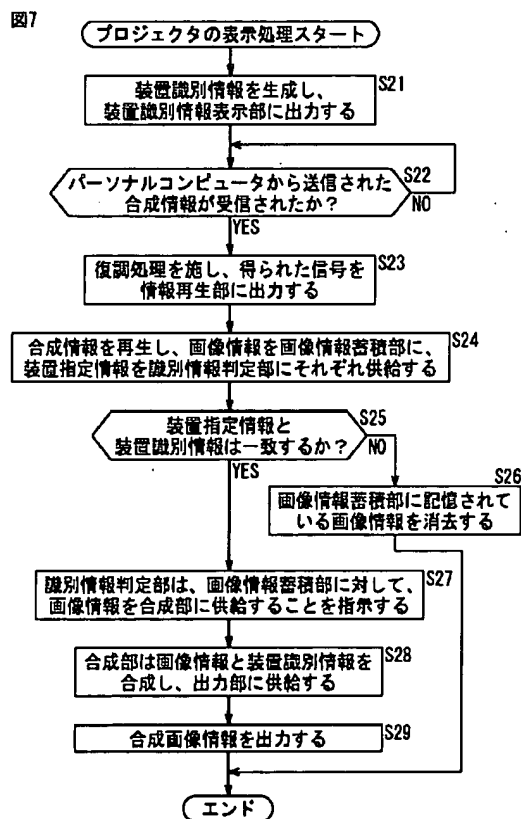 図7
プロジェクタの表示処理スタート
S21
装置識別情報を生成し、
装置識別情報表示部に出力する
S22
パーソナルコンピュータから送信された
合成情報が受信されたか?
NO
YES
S23
復調処理を施し、得られた信号を
情報再生部に出力する
S24
合成情報を再生し、画像情報を画像情報蓄積部に、
装置指定情報を識別情報判定部にそれぞれ供給する
S25
装置指定情報と
装置識別情報は一致するか?
NO
YES
S26
画像情報蓄積部に記憶されて
いる画像情報を消去する
S27
識別情報判定部は、画像情報蓄積部に対して、
画像情報を合成部に供給することを指示する
S28
合成部は画像情報と装置識別情報を
合成し、出力部に供給する
S29
合成画像情報を出力する
エンド